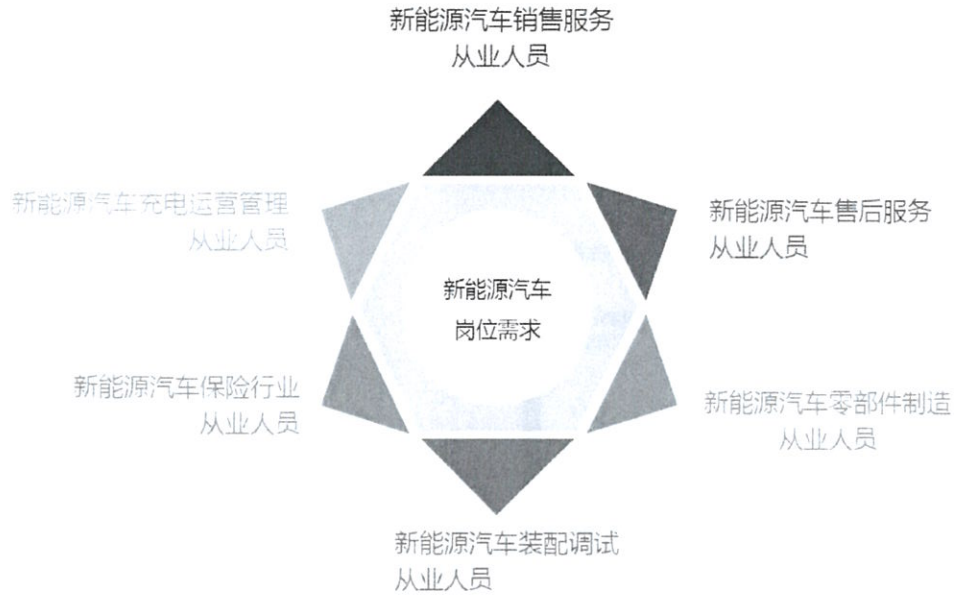 新能源汽车销售服务
从业人员
新能源汽车充电运营管理
从业人员
新能源汽车售后服务
从业人员
新能源汽车
岗位需求
新能源汽车保险行业
从业人员
新能源汽车零部件制造
从业人员
新能源汽车装配调试
从业人员